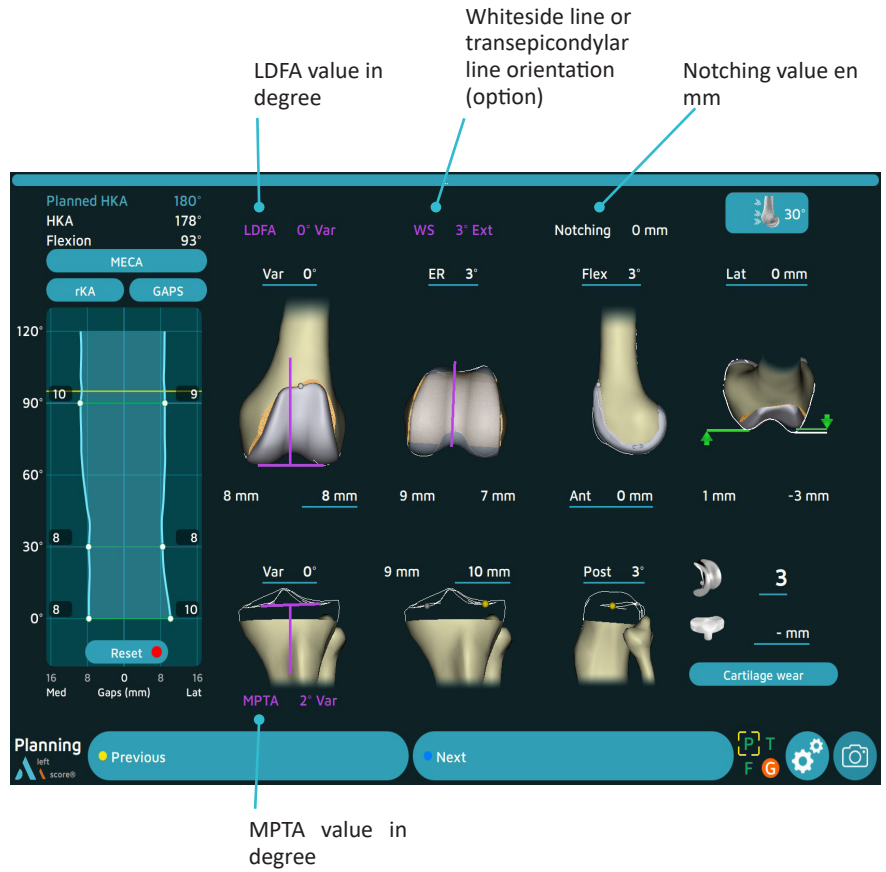 Whiteside line or
transepicondylar
line orientation
(option)
LDFA value in
degree
Notching value en
mm
Planned HKA 180°
HKA 178°
Flexion 93°
MECA
rKA GAPS
LDFA 0° Var
WS 3° Ext
Notching 0 mm
30°
Var 0°
ER 3°
Flex 3°
Lat 0 mm
120°
90°
60°
30°
0°
10 9
8 8
8 10
Reset
16 8 0 8 16
Med Gaps (mm) Lat
8 mm 8 mm
9 mm 7 mm
Ant 0 mm
1 mm -3 mm
Var 0°
9 mm 10 mm
Post 3°
3
- mm
Cartilage wear
MPTA 2° Var
Planning
left
score®
Previous
Next
P T
F G
MPTA value in
degree